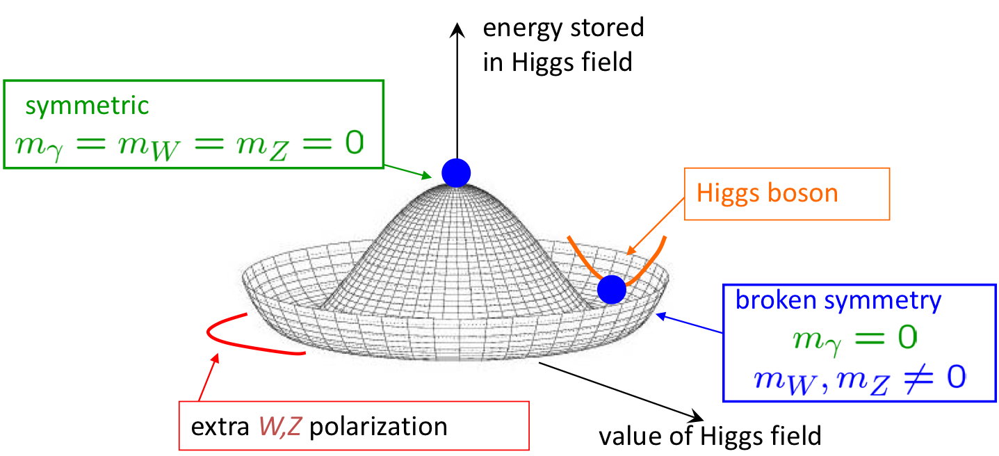 energy stored
in Higgs field
symmetric
m_γ = m_W = m_Z = 0
Higgs boson
broken symmetry
m_γ = 0
m_W, m_Z ≠ 0
extra W,Z polarization
value of Higgs field